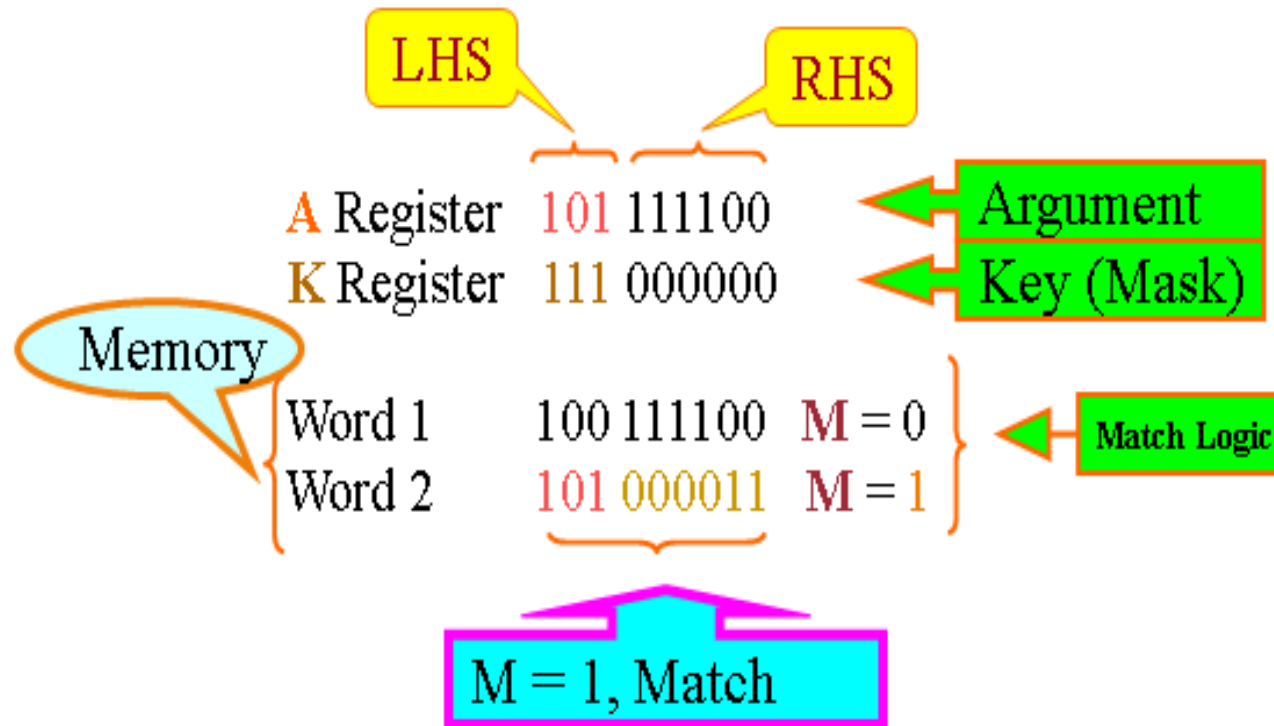 LHS
RHS
A Register 101 111100
Argument
K Register 111 000000
Key (Mask)
Memory
Word 1 100 111100 M = 0
Word 2 101 000011 M = 1
Match Logic
M = 1, Match